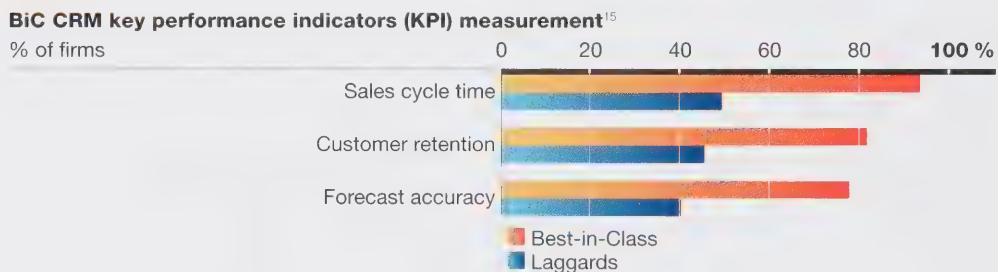 BiC CRM key performance indicators (KPI) measurement15
% of firms 0 20 40 60 80 100 %
Sales cycle time
Customer retention
Forecast accuracy
Best-in-Class
Laggards